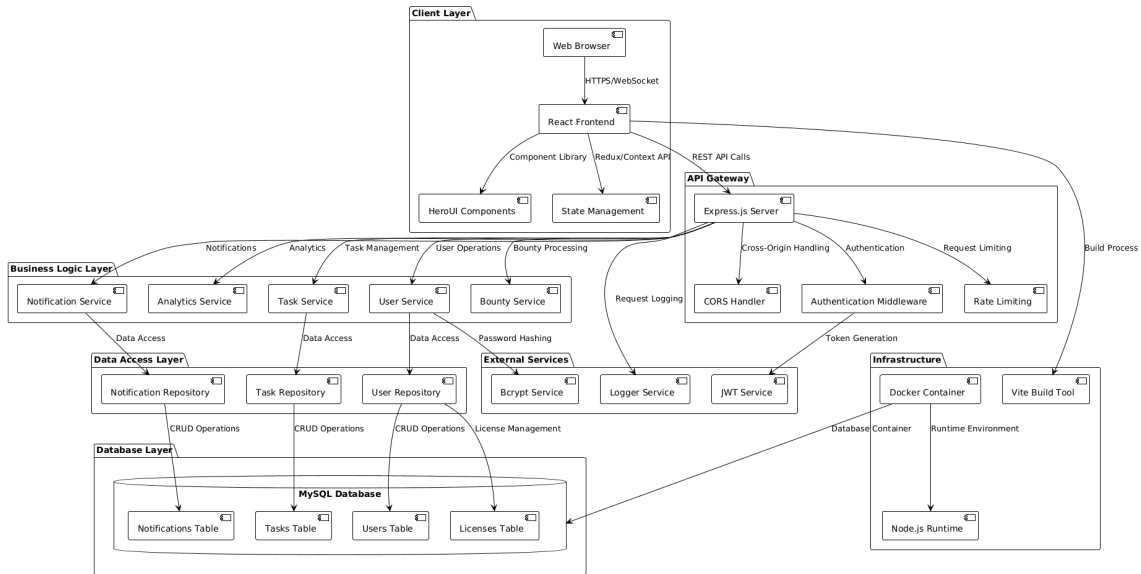 Client Layer
Web Browser
HTTPS/WebSocket
React Frontend
Component Library
Redux/Context API
REST API Calls
HeroUI Components
State Management
API Gateway
Express.js Server
Build Process
Notifications
Analytics
Task Management
User Operations
Bounty Processing
Cross-Origin Handling
Authentication
Request Limiting
Business Logic Layer
Notification Service
Analytics Service
Task Service
User Service
Bounty Service
Request Logging
CORS Handler
Authentication Middleware
Rate Limiting
Data Access
Data Access
Data Access
Password Hashing
Token Generation
Data Access Layer
Notification Repository
Task Repository
User Repository
External Services
Bcrypt Service
Logger Service
JWT Service
Infrastructure
Docker Container
Vite Build Tool
CRUD Operations
CRUD Operations
CRUD Operations
License Management
Database Container
Runtime Environment
Database Layer
MySQL Database
Notifications Table
Tasks Table
Users Table
Licenses Table
Node.js Runtime